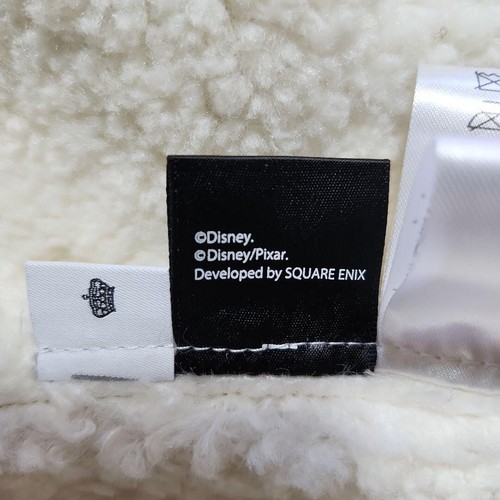 ©Disney.
©Disney/Pixar.
Developed by SQUARE ENIX